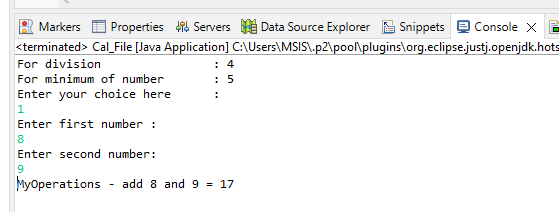 Markers Properties Servers Data Source Explorer Snippets Console
<terminated> Cal_File [Java Application] C:\Users\MSIS\.p2\pool\plugins\org.eclipse.justj.openjdk.hots
For division : 4
For minimum of number : 5
Enter your choice here :
1
Enter first number :
8
Enter second number:
9
MyOperations - add 8 and 9 = 17